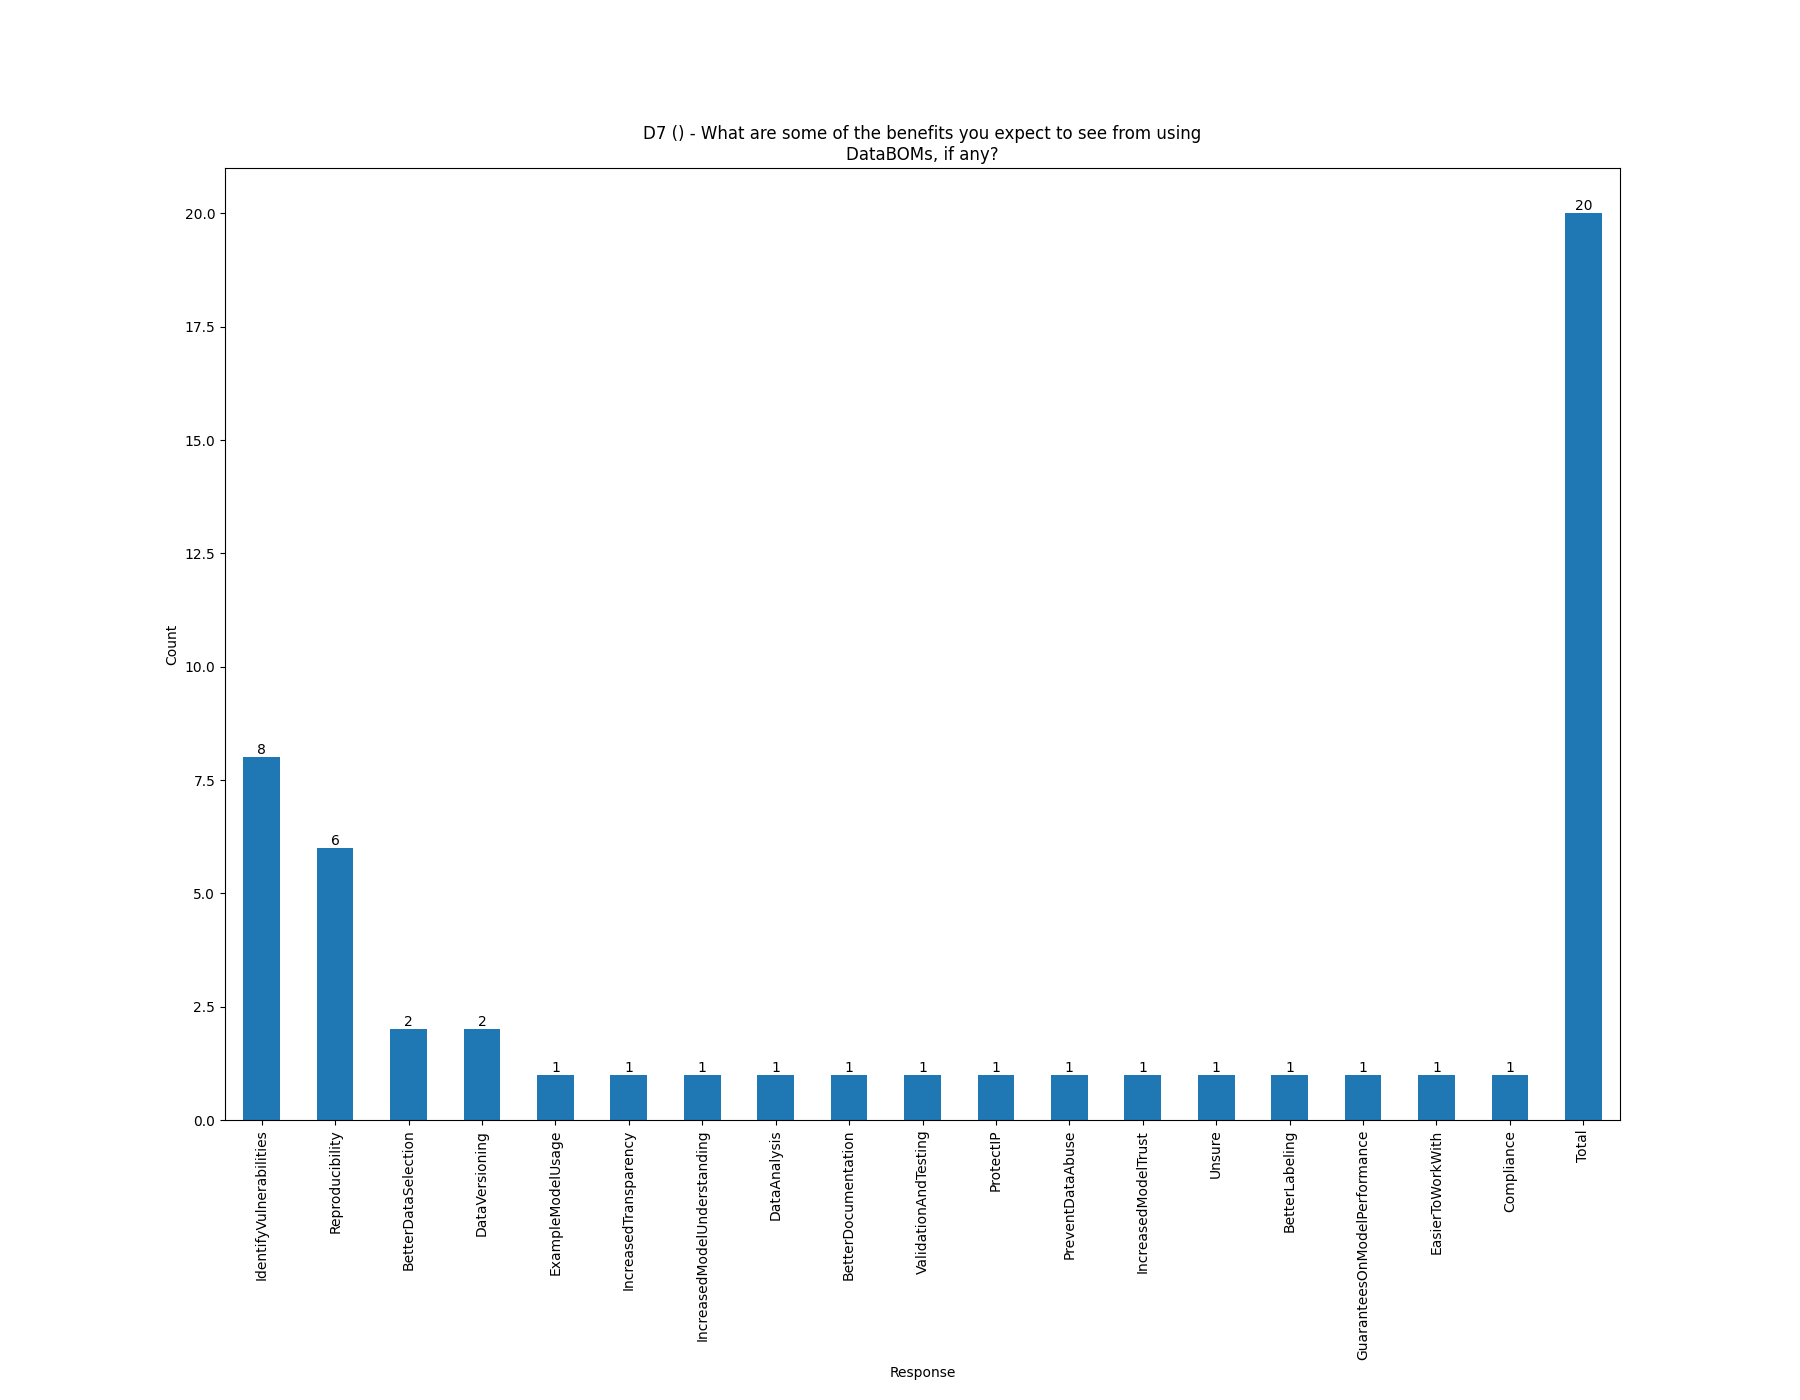 D7 () - What are some of the benefits you expect to see from using
DataBOMs, if any?
20.0
17.5
15.0
12.5
10.0
7.5
5.0
2.5
0.0
Count
8
6
2
2
1
1
1
1
1
1
1
1
1
1
1
1
1
1
20
IdentifyVulnerabilities
Reproducibility
BetterDataSelection
DataVersioning
ExampleModelUsage
IncreasedTransparency
IncreasedModelUnderstanding
DataAnalysis
BetterDocumentation
ValidationAndTesting
ProtectIP
PreventDataAbuse
IncreasedModelTrust
Unsure
BetterLabeling
GuaranteesOnModelPerformance
EasierToWorkWith
Compliance
Total
Response